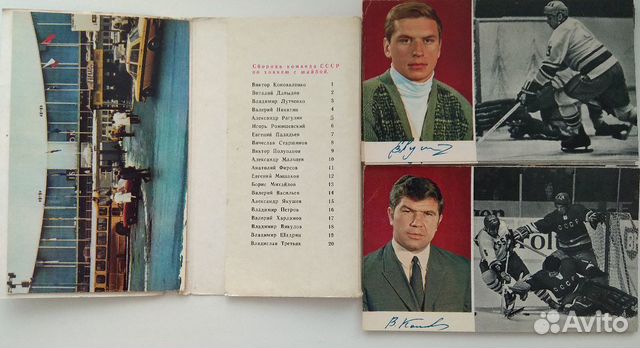 Сборная команда СССР
по хоккею с шайбой
Виктор Коноваленко 1
Виталий Давыдов 2
Владимир Лутченко 3
Валерий Никитин 4
Александр Рагулин 5
Игорь Ромишевский 6
Евгений Паладьев 7
Вячеслав Старшинов 8
Виктор Полупанов 9
Александр Мальцев 10
Анатолий Фирсов 11
Евгений Мишаков 12
Борис Михайлов 13
Валерий Васильев 14
Александр Якушев 15
Владимир Петров 16
Валерий Харламов 17
Владимир Викулов 18
Владимир Шадрин 19
Владислав Третьяк 20
СССР
Avito